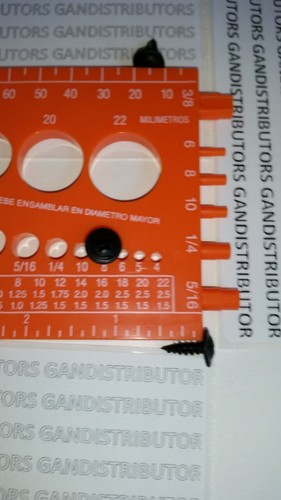 UTORS GANDISTRIBUTORS
UTORS GANDISTRIBUTORS
UTORS GANDISTRIBUTORS
60 50 40 30 20 10 3/8
20 22 MILIMETROS
6
8
EBE ENSAMBLAR EN DIAMETRO MAYOR
10
1/4
5/16 1/4 10 8 6 5 4
8 10 12 14 16 18 20 22
1.25 1.5 1.75 2.0 2.0 2.5 2.5 2.5
1.0 1.25 1.25 1.5 1.5 1.5 1.5 1.5
5/16
2 1
TORS GANDISTRIBUTOR
TORS GANDISTRIBUTOR
ORS GANDISTRIBUTOR
ORS GANDISTRIBUTOR
RS GANDISTRIBUTOR